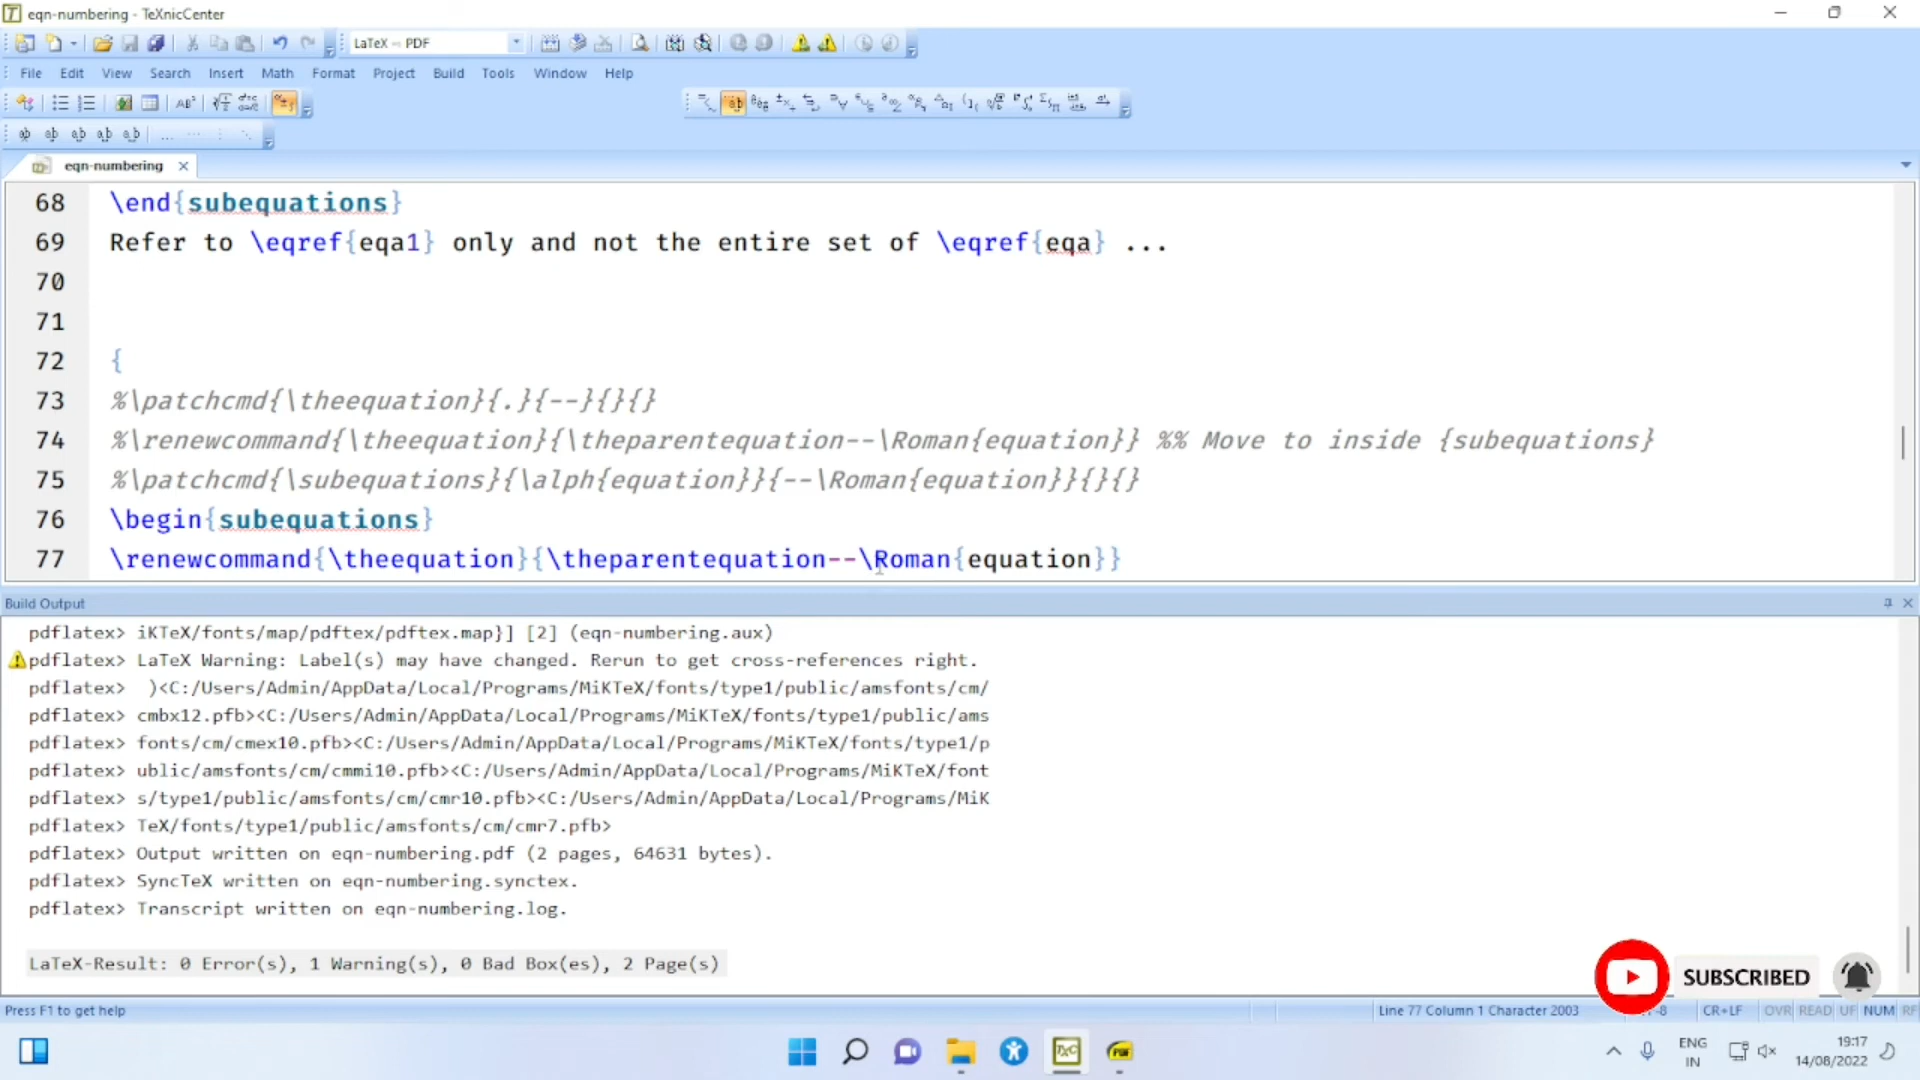 eqn-numbering - TeXnicCenter
LaTeX ⇨ PDF
File Edit View Search Insert Math Format Project Build Tools Window Help
eqn-numbering
68 \end{subequations}
69 Refer to \eqref{eqa1} only and not the entire set of \eqref{eqa} ...
70
71
72 {
73 %\patchcmd{\theequation}{.}{--}{}{}
74 %\renewcommand{\theequation}{\theparentequation--\Roman{equation}} %% Move to inside {subequations}
75 %\patchcmd{\subequations}{\alph{equation}}{--\Roman{equation}}{}{}
76 \begin{subequations}
77 \renewcommand{\theequation}{\theparentequation--\Roman{equation}}
Build Output
pdflatex> iKTeX/fonts/map/pdftex/pdftex.map}] [2] (eqn-numbering.aux)
pdflatex> LaTeX Warning: Label(s) may have changed. Rerun to get cross-references right.
pdflatex> )<C:/Users/Admin/AppData/Local/Programs/MiKTeX/fonts/type1/public/amsfonts/cm/
pdflatex> cmbx12.pfb><C:/Users/Admin/AppData/Local/Programs/MiKTeX/fonts/type1/public/ams
pdflatex> fonts/cm/cmex10.pfb><C:/Users/Admin/AppData/Local/Programs/MiKTeX/fonts/type1/p
pdflatex> ublic/amsfonts/cm/cmmi10.pfb><C:/Users/Admin/AppData/Local/Programs/MiKTeX/font
pdflatex> s/type1/public/amsfonts/cm/cmr10.pfb><C:/Users/Admin/AppData/Local/Programs/MiK
pdflatex> TeX/fonts/type1/public/amsfonts/cm/cmr7.pfb>
pdflatex> Output written on eqn-numbering.pdf (2 pages, 64631 bytes).
pdflatex> SyncTeX written on eqn-numbering.synctex.
pdflatex> Transcript written on eqn-numbering.log.
LaTeX-Result: 0 Error(s), 1 Warning(s), 0 Bad Box(es), 2 Page(s)
SUBSCRIBED
Press F1 to get help
Line 77 Column 1 Character 2003
-8 CR+LF OVR READ UF NUM RF
TXC
PDF
ENG
IN
19:17
14/08/2022